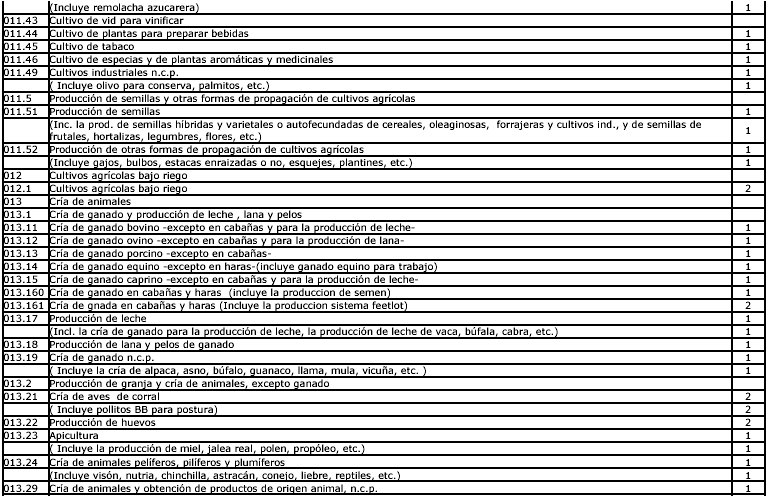 (Incluye remolacha azucarera) 1
011.43 Cultivo de vid para vinificar
011.44 Cultivo de plantas para preparar bebidas 1
011.45 Cultivo de tabaco 1
011.46 Cultivo de especias y de plantas aromáticas y medicinales 1
011.49 Cultivos industriales n.c.p. 1
( Incluye olivo para conserva, palmitos, etc.) 1
011.5 Producción de semillas y otras formas de propagación de cultivos agrícolas
011.51 Producción de semillas 1
(Inc. la prod. de semillas híbridas y varietales o autofecundadas de cereales, oleaginosas, forrajeras y cultivos ind., y de semillas de
frutales, hortalizas, legumbres, flores, etc.) 1
011.52 Producción de otras formas de propagación de cultivos agrícolas 1
(Incluye gajos, bulbos, estacas enraizadas o no, esquejes, plantines, etc.) 1
012 Cultivos agrícolas bajo riego
012.1 Cultivos agrícolas bajo riego 2
013 Cría de animales
013.1 Cría de ganado y producción de leche , lana y pelos
013.11 Cría de ganado bovino -excepto en cabañas y para la producción de leche- 1
013.12 Cría de ganado ovino -excepto en cabañas y para la producción de lana- 1
013.13 Cría de ganado porcino -excepto en cabañas- 1
013.14 Cría de ganado equino -excepto en haras-(incluye ganado equino para trabajo) 1
013.15 Cría de ganado caprino -excepto en cabañas y para la producción de leche- 1
013.160 Cría de ganado en cabañas y haras (incluye la produccion de semen) 1
013.161 Cría de gnada en cabañas y haras (Incluye la produccion sistema feetlot) 2
013.17 Producción de leche 1
(Incl. la cría de ganado para la producción de leche, la producción de leche de vaca, búfala, cabra, etc.) 1
013.18 Producción de lana y pelos de ganado 1
013.19 Cría de ganado n.c.p. 1
( Incluye la cría de alpaca, asno, búfalo, guanaco, llama, mula, vicuña, etc. ) 1
013.2 Producción de granja y cría de animales, excepto ganado
013.21 Cría de aves de corral 2
( Incluye pollitos BB para postura) 2
013.22 Producción de huevos 2
013.23 Apicultura 1
( Incluye la producción de miel, jalea real, polen, propóleo, etc.) 1
013.24 Cría de animales pelíferos, pilíferos y plumíferos 1
(Incluye visón, nutria, chinchilla, astracán, conejo, liebre, reptiles, etc.) 1
013.29 Cría de animales y obtención de productos de origen animal, n.c.p. 1